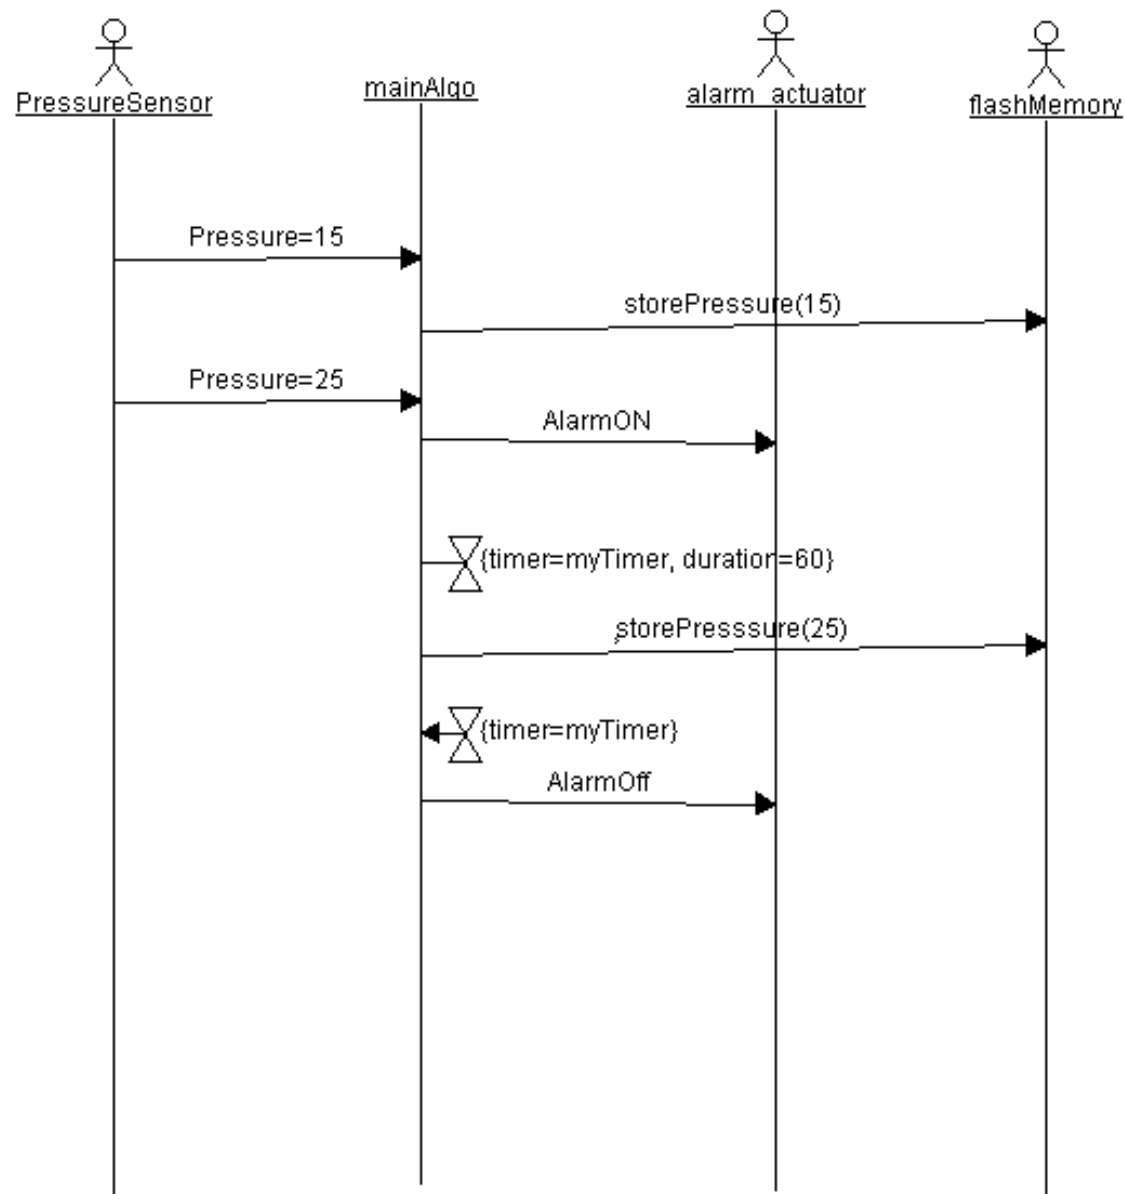 PressureSensor
mainAlgo
alarm_actuator
flashMemory
Pressure=15
storePressure(15)
Pressure=25
AlarmON
{timer=myTimer, duration=60}
storePresssure(25)
{timer=myTimer}
AlarmOff